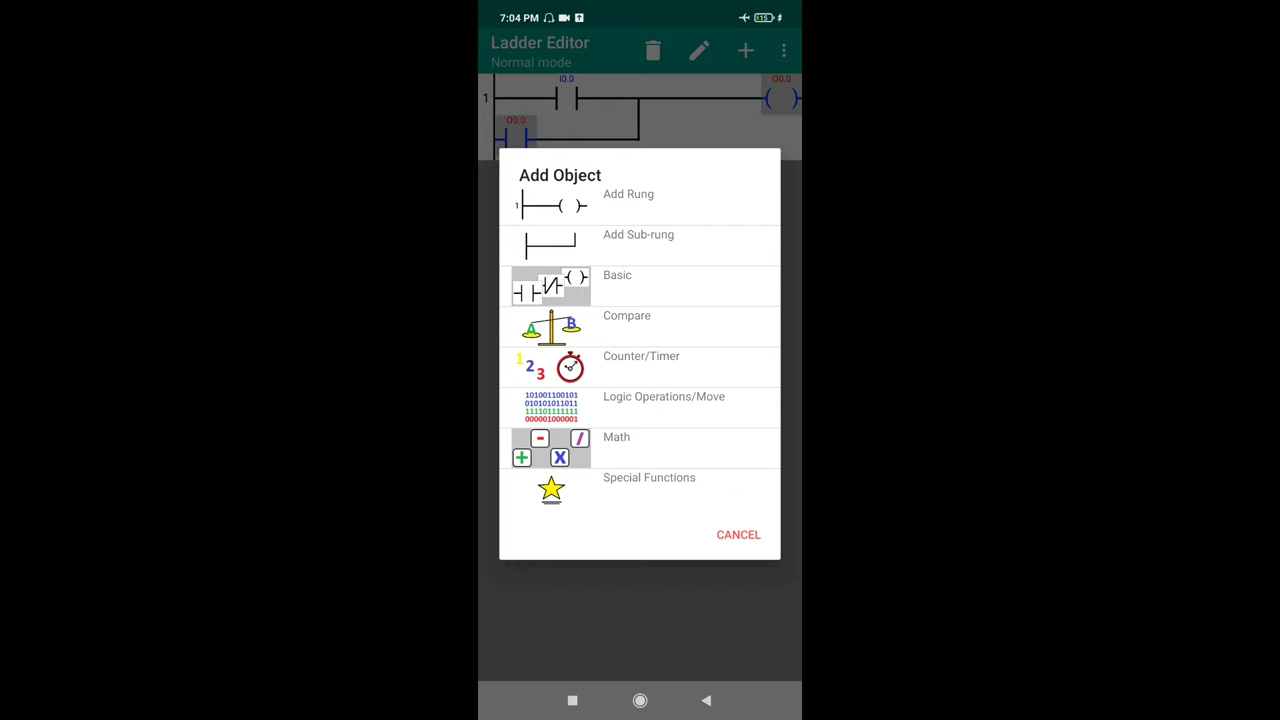 7:04 PM 15
Ladder Editor
Normal mode
I0.0
O0.0
1
O0.0
Add Object
Add Rung
1
Add Sub-rung
Basic
Compare
A B
Counter/Timer
1 2 3
Logic Operations/Move
101001100101
010101011011
111101111111
000001000001
Math
- /
+ X
Special Functions
CANCEL